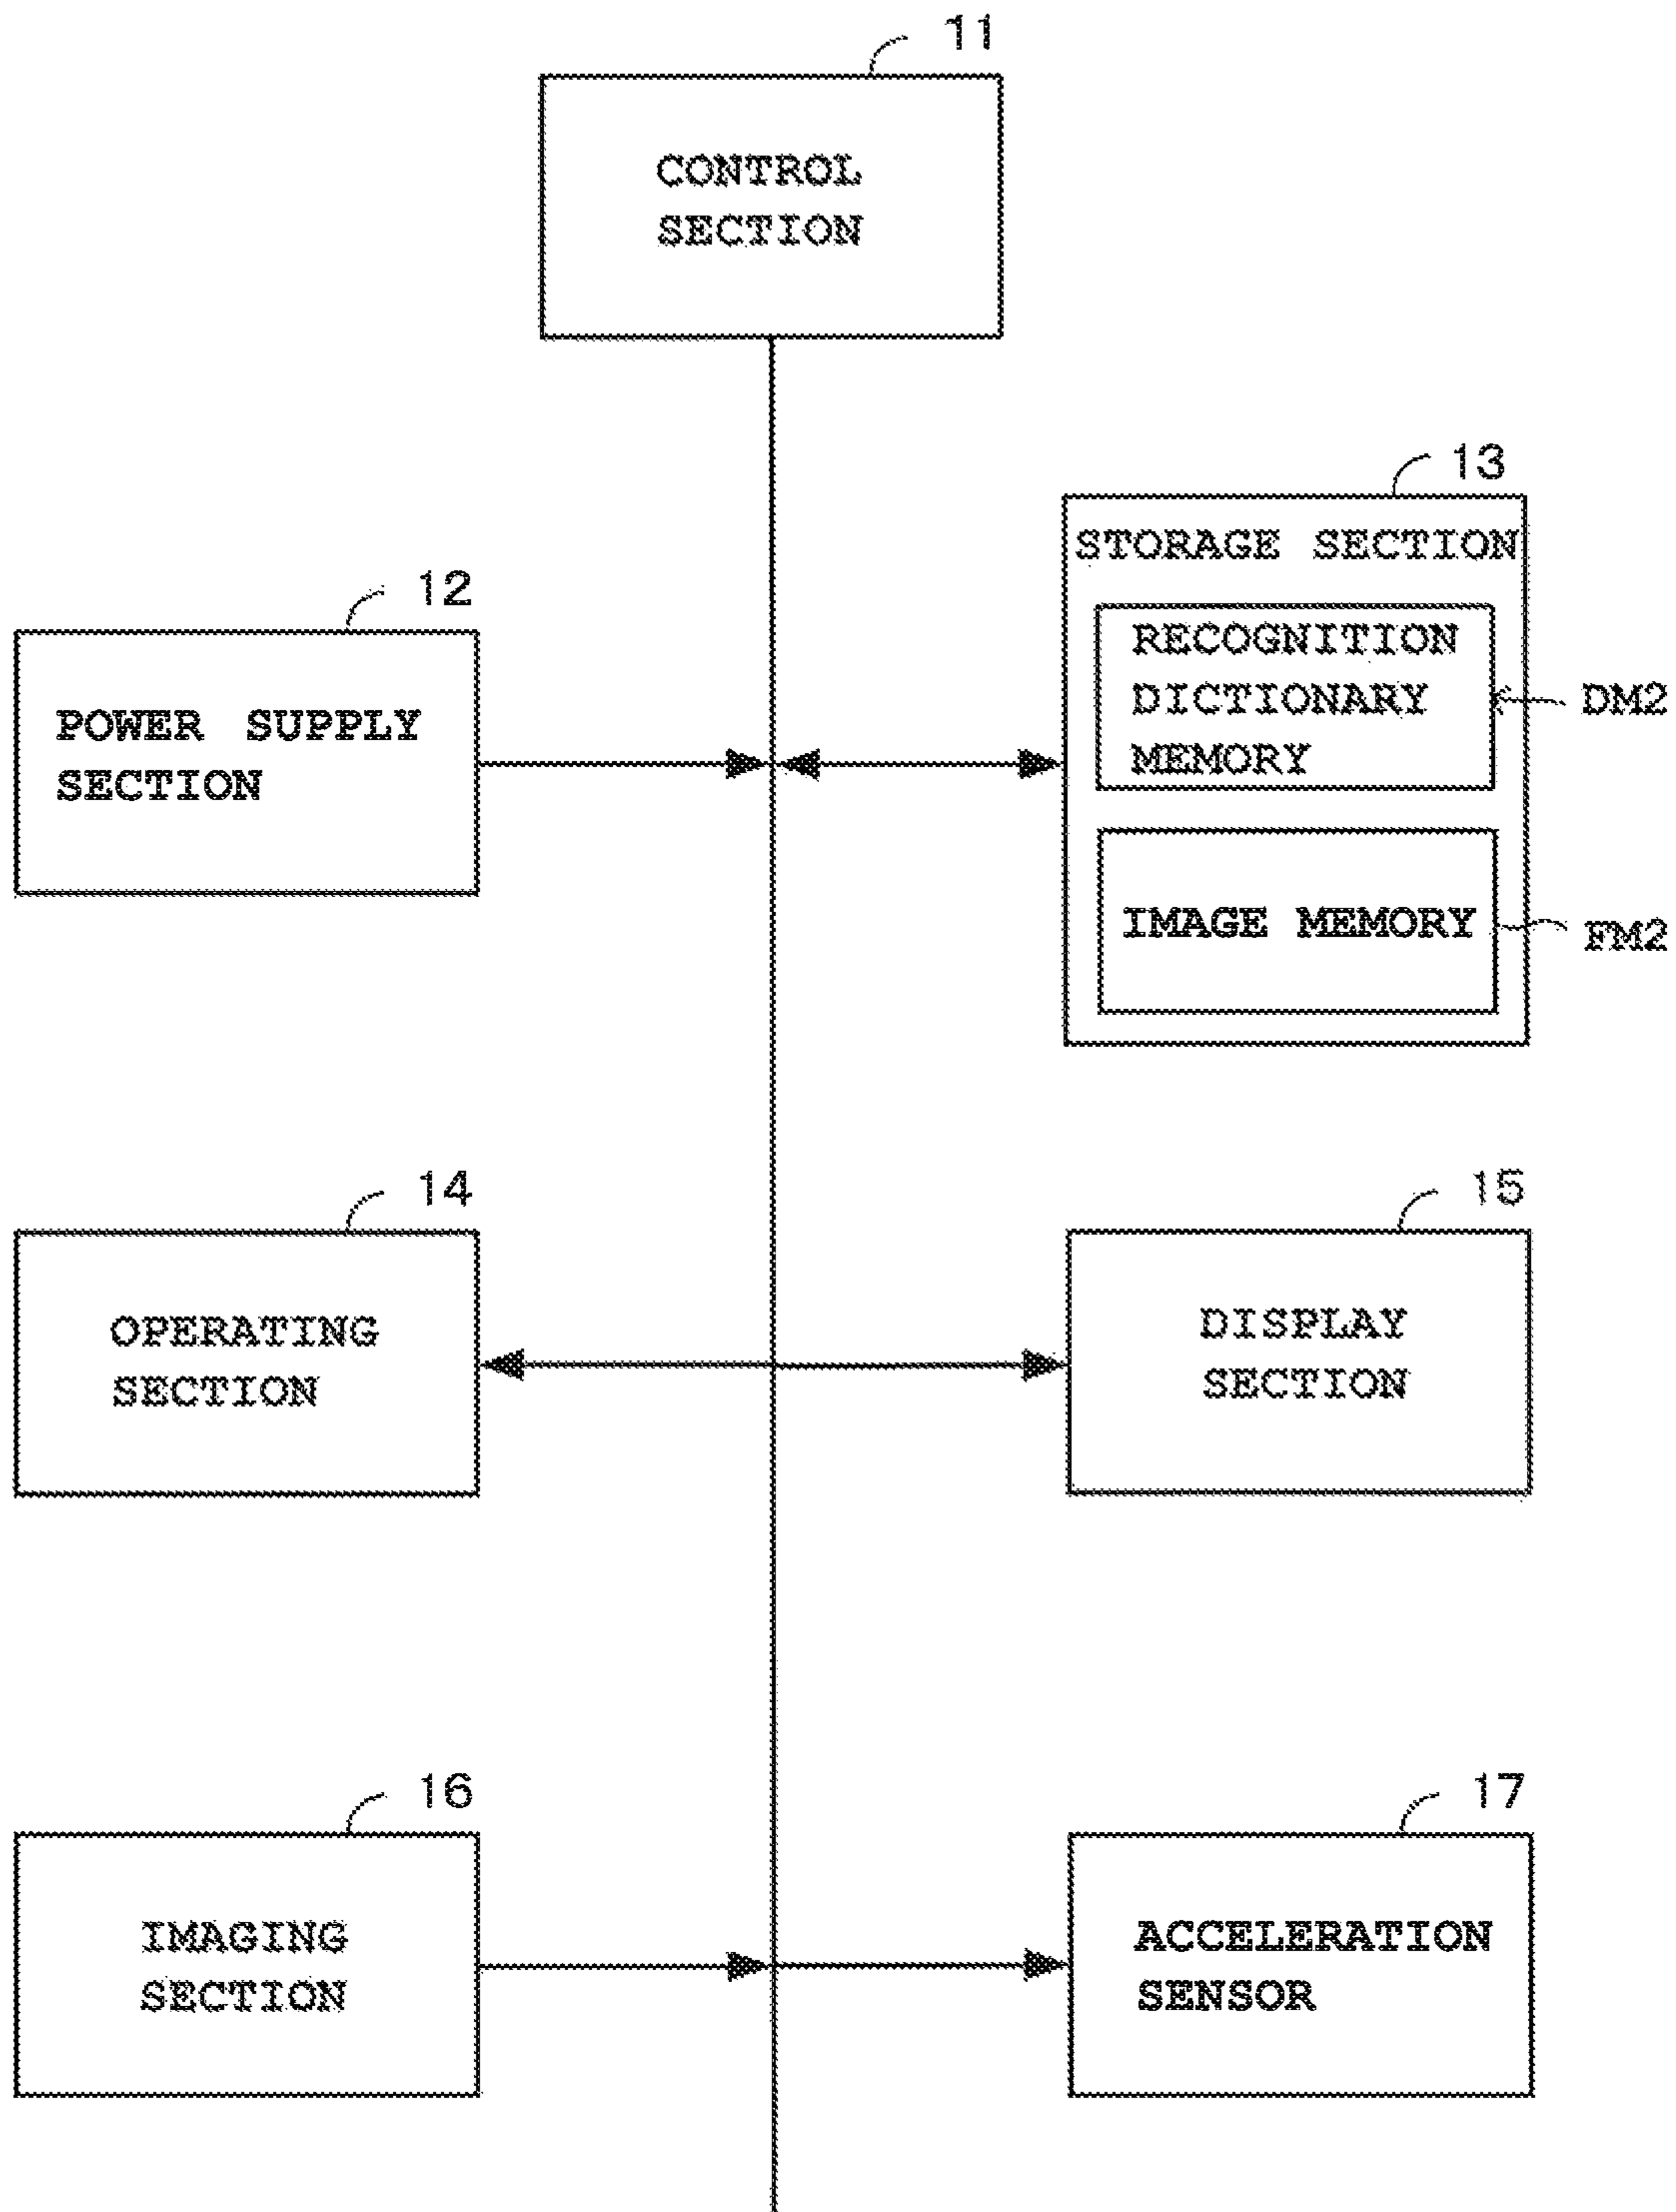 11
CONTROL
SECTION
13
STORAGE SECTION
12
RECOGNITION
DICTIONARY
MEMORY
DM2
POWER SUPPLY
SECTION
IMAGE MEMORY
FM2
14
OPERATING
SECTION
15
DISPLAY
SECTION
16
IMAGING
SECTION
17
ACCELERATION
SENSOR